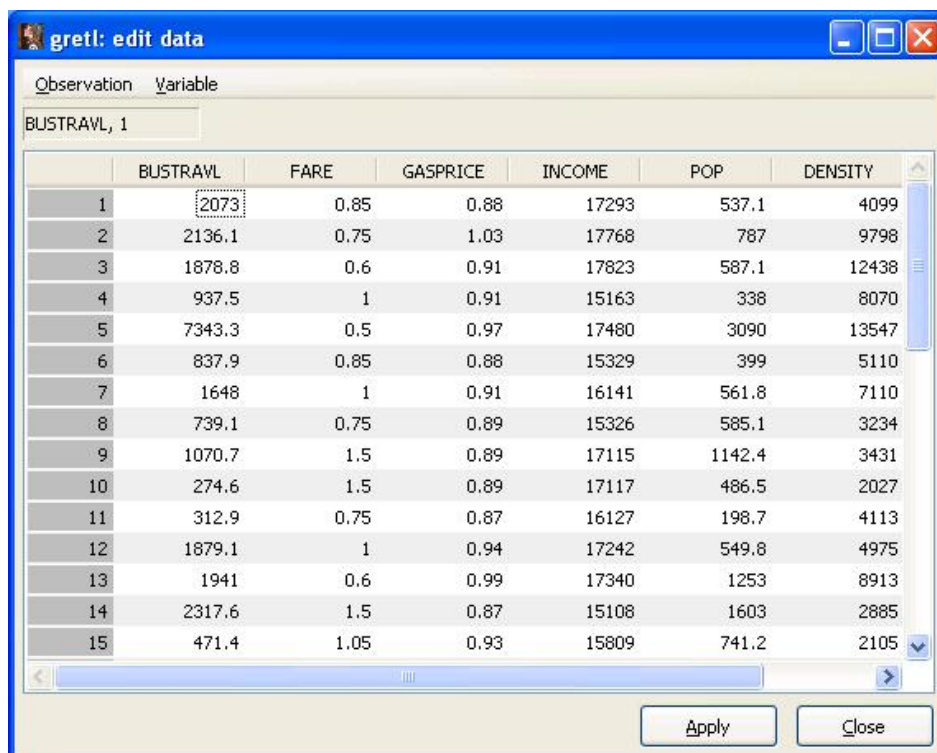 gretl: edit data
Observation Variable
BUSTRAVL, 1
BUSTRAVL FARE GASPRICE INCOME POP DENSITY
1 2073 0.85 0.88 17293 537.1 4099
2 2136.1 0.75 1.03 17768 787 9798
3 1878.8 0.6 0.91 17823 587.1 12438
4 937.5 1 0.91 15163 338 8070
5 7343.3 0.5 0.97 17480 3090 13547
6 837.9 0.85 0.88 15329 399 5110
7 1648 1 0.91 16141 561.8 7110
8 739.1 0.75 0.89 15326 585.1 3234
9 1070.7 1.5 0.89 17115 1142.4 3431
10 274.6 1.5 0.89 17117 486.5 2027
11 312.9 0.75 0.87 16127 198.7 4113
12 1879.1 1 0.94 17242 549.8 4975
13 1941 0.6 0.99 17340 1253 8913
14 2317.6 1.5 0.87 15108 1603 2885
15 471.4 1.05 0.93 15809 741.2 2105
Apply Close